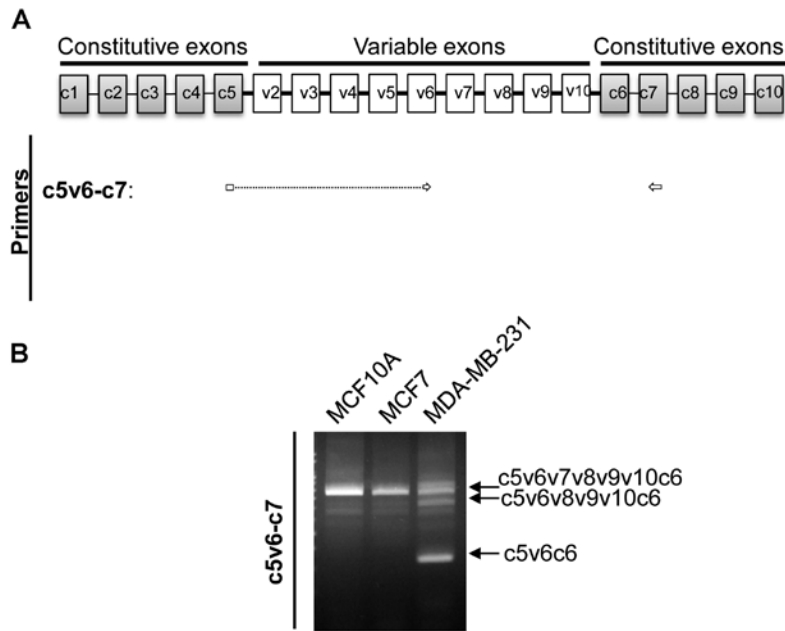 A
Constitutive exons Variable exons Constitutive exons
c1 c2 c3 c4 c5 v2 v3 v4 v5 v6 v7 v8 v9 v10 c6 c7 c8 c9 c10
Primers
c5v6-c7:
B
MCF10A MCF7 MDA-MB-231
c5v6-c7
c5v6v7v8v9v10c6
c5v6v8v9v10c6
c5v6c6